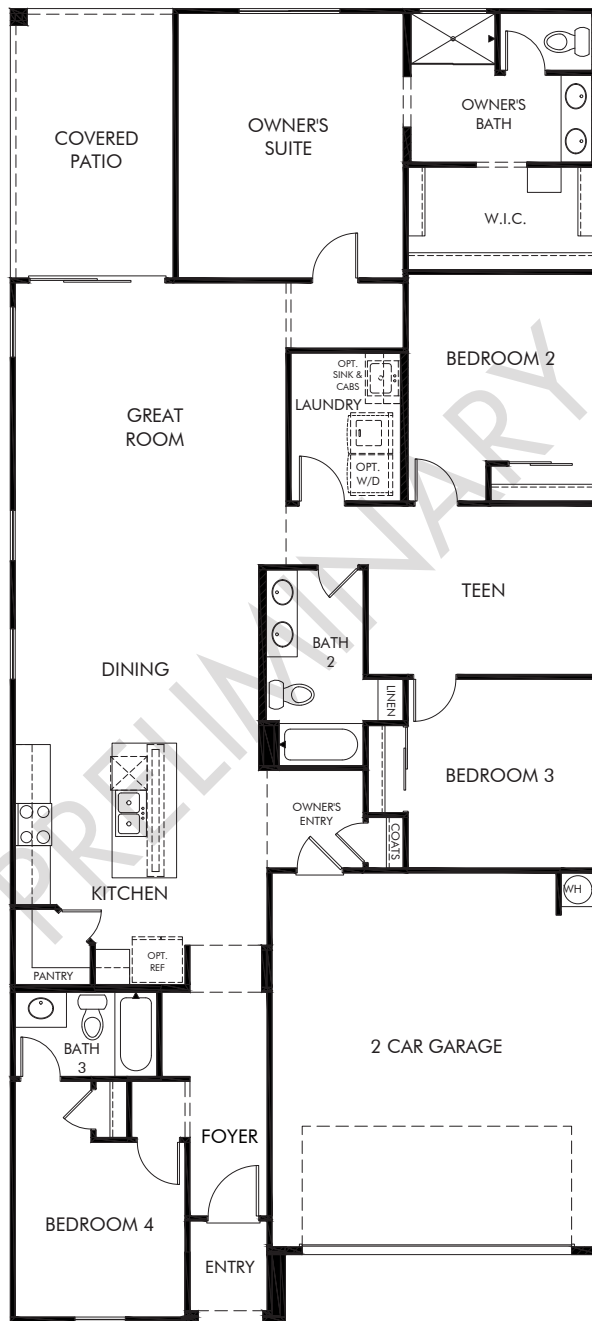 COVERED
PATIO
OWNER'S
SUITE
OWNER'S
BATH
W.I.C.
BEDROOM 2
OPT.
SINK &
CABS
LAUNDRY
OPT.
W/D
GREAT
ROOM
TEEN
BATH
2
DINING
LINEN
BEDROOM 3
OWNER'S
ENTRY
COATS
KITCHEN
WH
OPT.
REF
PANTRY
BATH
3
2 CAR GARAGE
FOYER
BEDROOM 4
ENTRY
PRELIMINARY